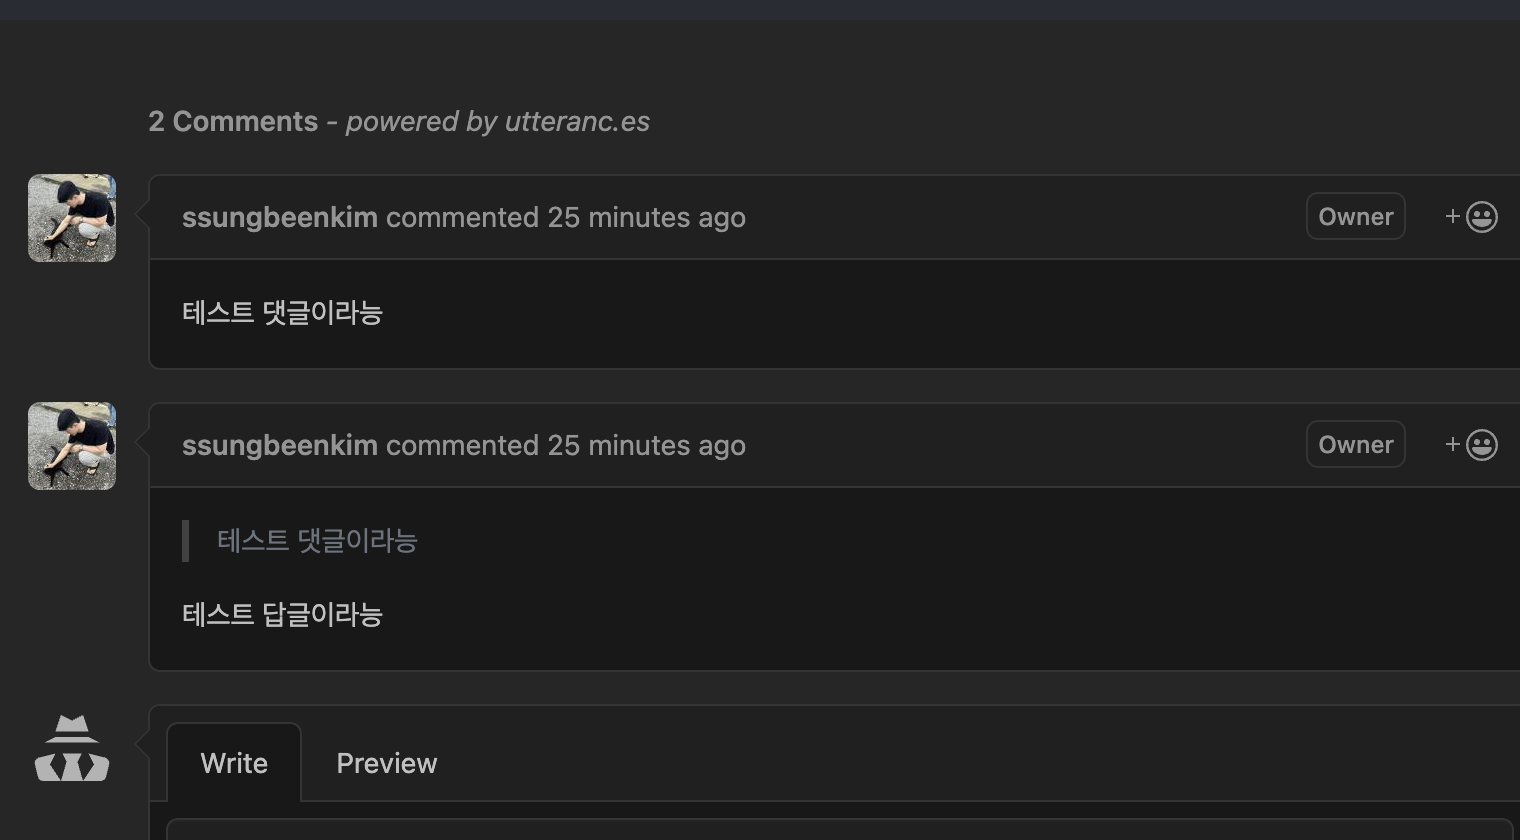 2 Comments - powered by utteranc.es
ssungbeenkim commented 25 minutes ago Owner +
테스트 댓글이라능
ssungbeenkim commented 25 minutes ago Owner +
테스트 댓글이라능
테스트 답글이라능
Write Preview